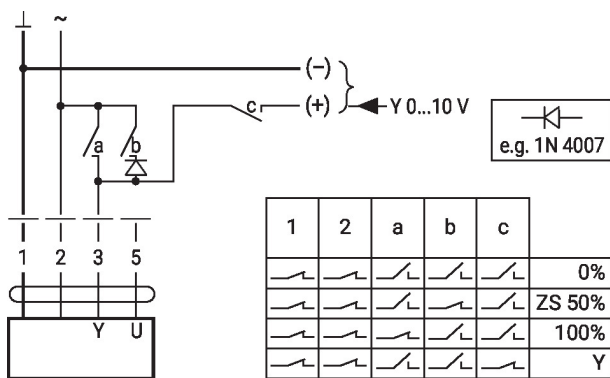 ⊥ ~
(–)
c (+) Y 0...10 V
a b
e.g. 1N 4007
1 2 3 5
Y U
1 2 a b c
0%
ZS 50%
100%
Y